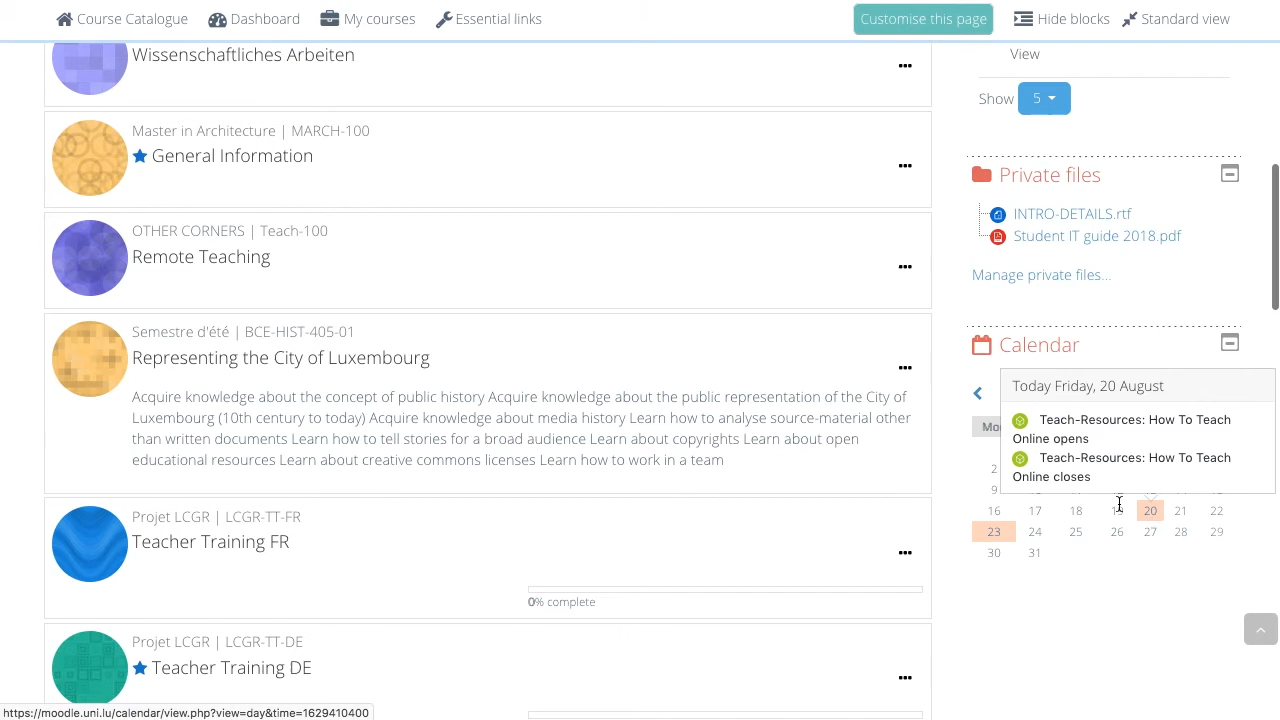 Course Catalogue Dashboard My courses Essential links Customise this page Hide blocks Standard view
Wissenschaftliches Arbeiten
Master in Architecture | MARCH-100
General Information
OTHER CORNERS | Teach-100
Remote Teaching
Semestre d'été | BCE-HIST-405-01
Representing the City of Luxembourg
Acquire knowledge about the concept of public history Acquire knowledge about the public representation of the City of
Luxembourg (10th century to today) Acquire knowledge about media history Learn how to analyse source-material other
than written documentsLearn how to tell stories for a broad audience Learn about copyrights Learn about open
educational resources Learn about creative commons licenses Learn how to work in a team
Projet LCGR | LCGR-TT-FR
Teacher Training FR
0% complete
Projet LCGR | LCGR-TT-DE
Teacher Training DE
View
Show 5
Private files
INTRO-DETAILS.rtf
Student IT guide 2018.pdf
Manage private files...
Calendar
Today Friday, 20 August
Teach-Resources: How To Teach
Online opens
Teach-Resources: How To Teach
Online closes
2
9
16 17 18 19 20 21 22
23 24 25 26 27 28 29
30 31
https://moodle.uni.lu/calendar/view.php?view=day&time=1629410400